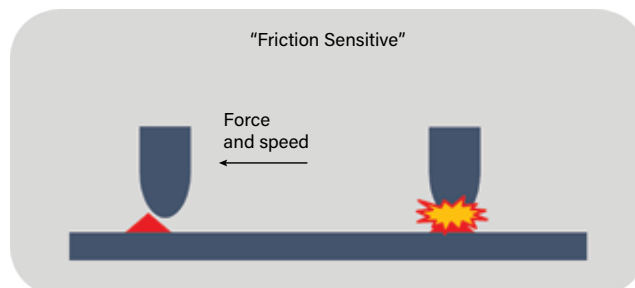 “Friction Sensitive”
Force
and speed